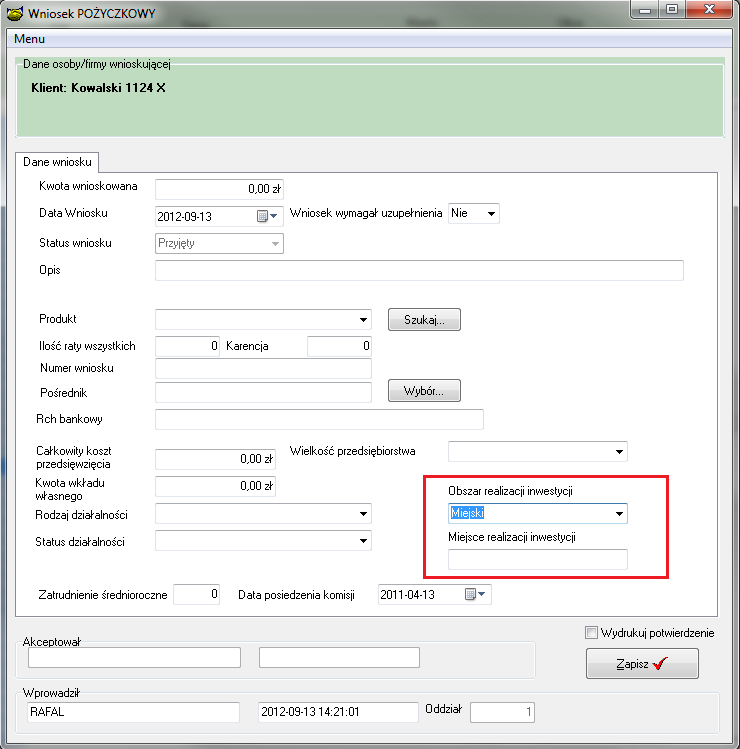 Wniosek POŻYCZKOWY
Menu
Dane osoby/firmy wnioskującej
Klient: Kowalski 1124 X
Dane wniosku
Kwota wnioskowana 0,00 zł
Data Wniosku 2012-09-13 Wniosek wymagał uzupełnienia Nie
Status wniosku Przyjęty
Opis
Produkt Szukaj...
Ilość raty wszystkich 0 Karencja 0
Numer wniosku
Pośrednik Wybór...
Rch bankowy
Całkowity koszt
przedsięwzięcia 0,00 zł
Wielkość przedsiębiorstwa
Kwota wkładu
własnego 0,00 zł
Obszar realizacji inwestycji
Rodzaj działalności
Miejski
Status działalności
Miejsce realizacji inwestycji
Zatrudnienie średnioroczne 0 Data posiedzenia komisji 2011-04-13
Wydrukuj potwierdzenie
Akceptował
Zapisz
Wprowadził
RAFAL 2012-09-13 14:21:01 Oddział 1